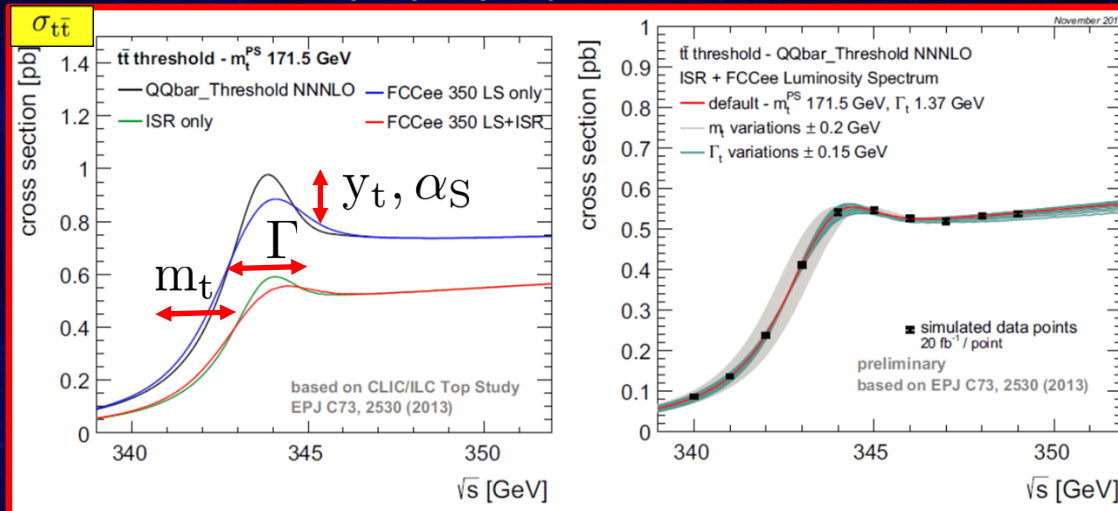 σ_tt̄
cross section [pb]
1.4
1.2
1
0.8
0.6
0.4
0.2
0
tt̄ threshold - m_t^PS 171.5 GeV
QQbar_Threshold NNNLO
FCCee 350 LS only
ISR only
FCCee 350 LS+ISR
y_t, α_S
Γ
m_t
based on CLIC/ILC Top Study
EPJ C73, 2530 (2013)
340
345
350
√s [GeV]
cross section [pb]
1
0.9
0.8
0.7
0.6
0.5
0.4
0.3
0.2
0.1
0
tt̄ threshold - QQbar_Threshold NNNLO
ISR + FCCee Luminosity Spectrum
default - m_t^PS 171.5 GeV, Γ_t 1.37 GeV
m_t variations ± 0.2 GeV
Γ_t variations ± 0.15 GeV
simulated data points
20 fb⁻¹ / point
preliminary
based on EPJ C73, 2530 (2013)
340
345
350
√s [GeV]